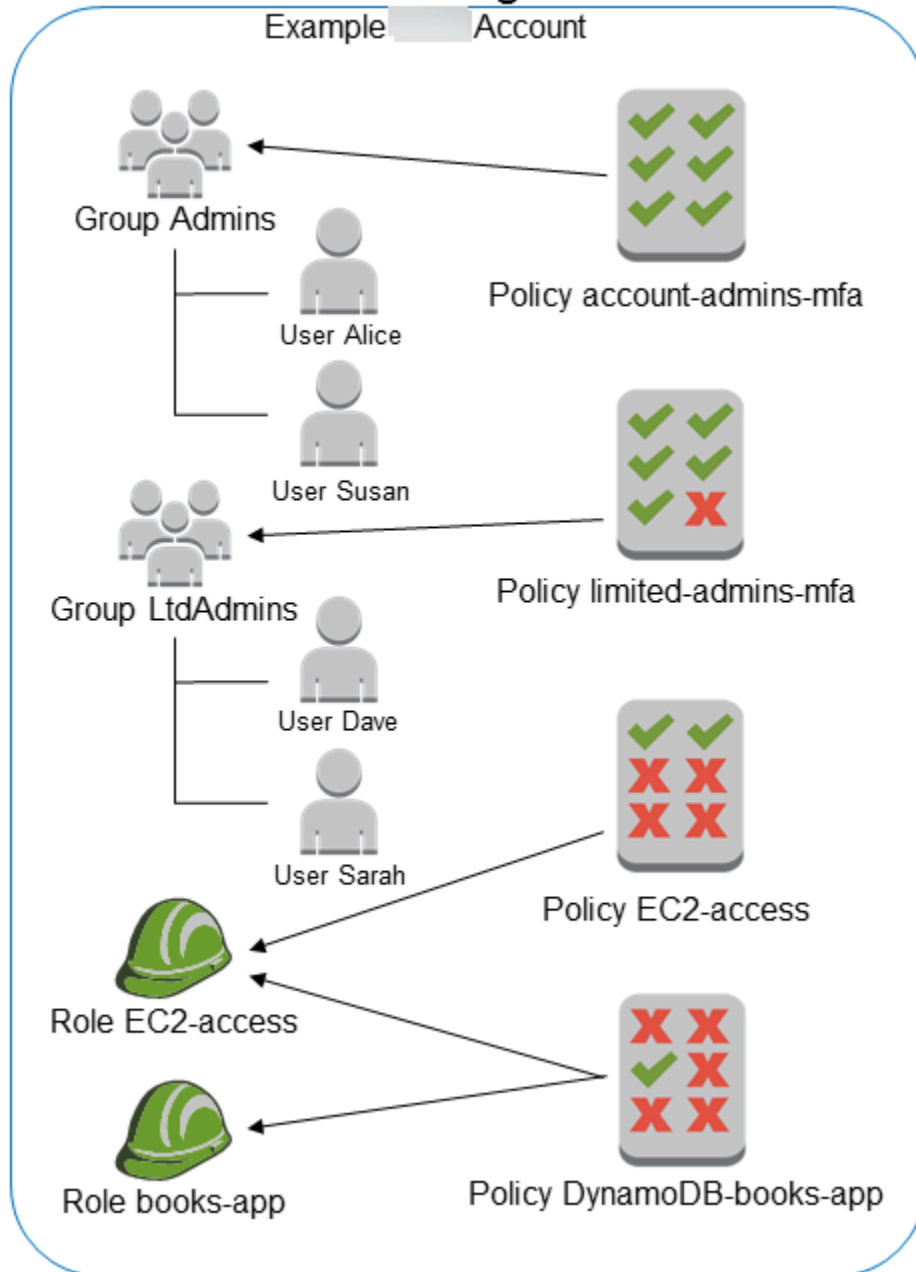 Example Account
Group Admins
Policy account-admins-mfa
User Alice
User Susan
Group LtdAdmins
Policy limited-admins-mfa
User Dave
User Sarah
Policy EC2-access
Role EC2-access
Role books-app
Policy DynamoDB-books-app